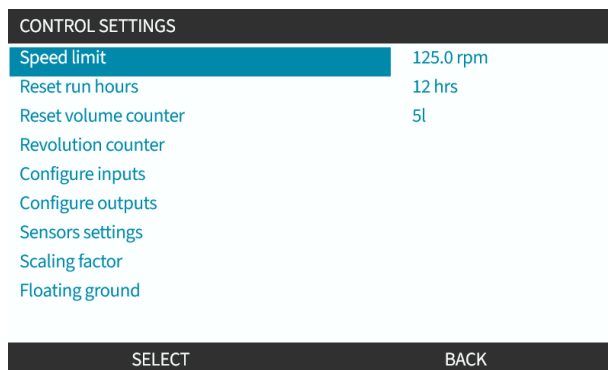 CONTROL SETTINGS
Speed limit 125.0 rpm
Reset run hours 12 hrs
Reset volume counter 5l
Revolution counter
Configure inputs
Configure outputs
Sensors settings
Scaling factor
Floating ground
SELECT BACK